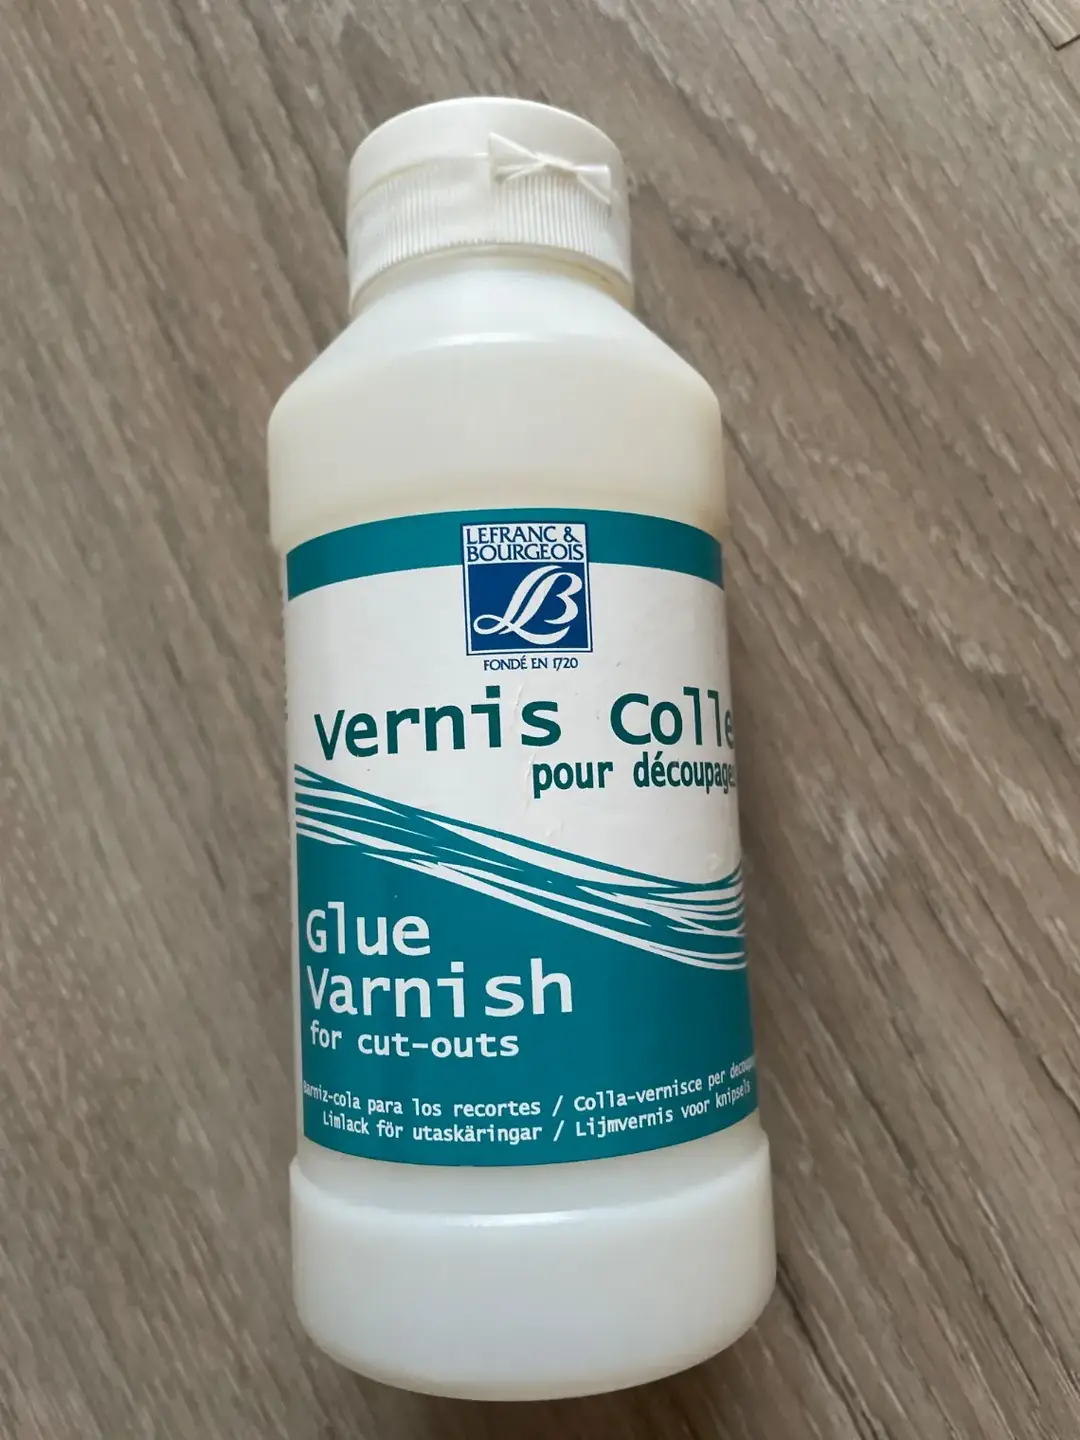 LEFRANC &
BOURGEOIS
LB
FONDÉ EN 1720
Vernis Colle
pour découpages
Glue
Varnish
for cut-outs
Barniz-cola para los recortes / Colla-vernisce per
Limlack för utaskäringar / Lijmvernis voor knipsels